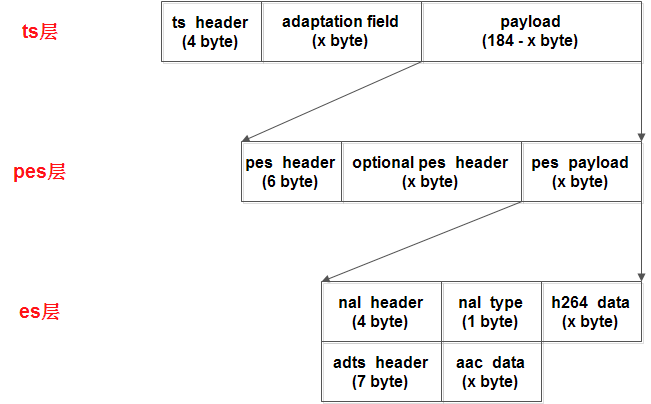 ts层
ts header
(4 byte)
adaptation field
(x byte)
payload
(184 - x byte)
pes层
pes header
(6 byte)
optional pes header
(x byte)
pes payload
(x byte)
es层
nal header
(4 byte)
nal type
(1 byte)
h264 data
(x byte)
adts header
(7 byte)
aac data
(x byte)